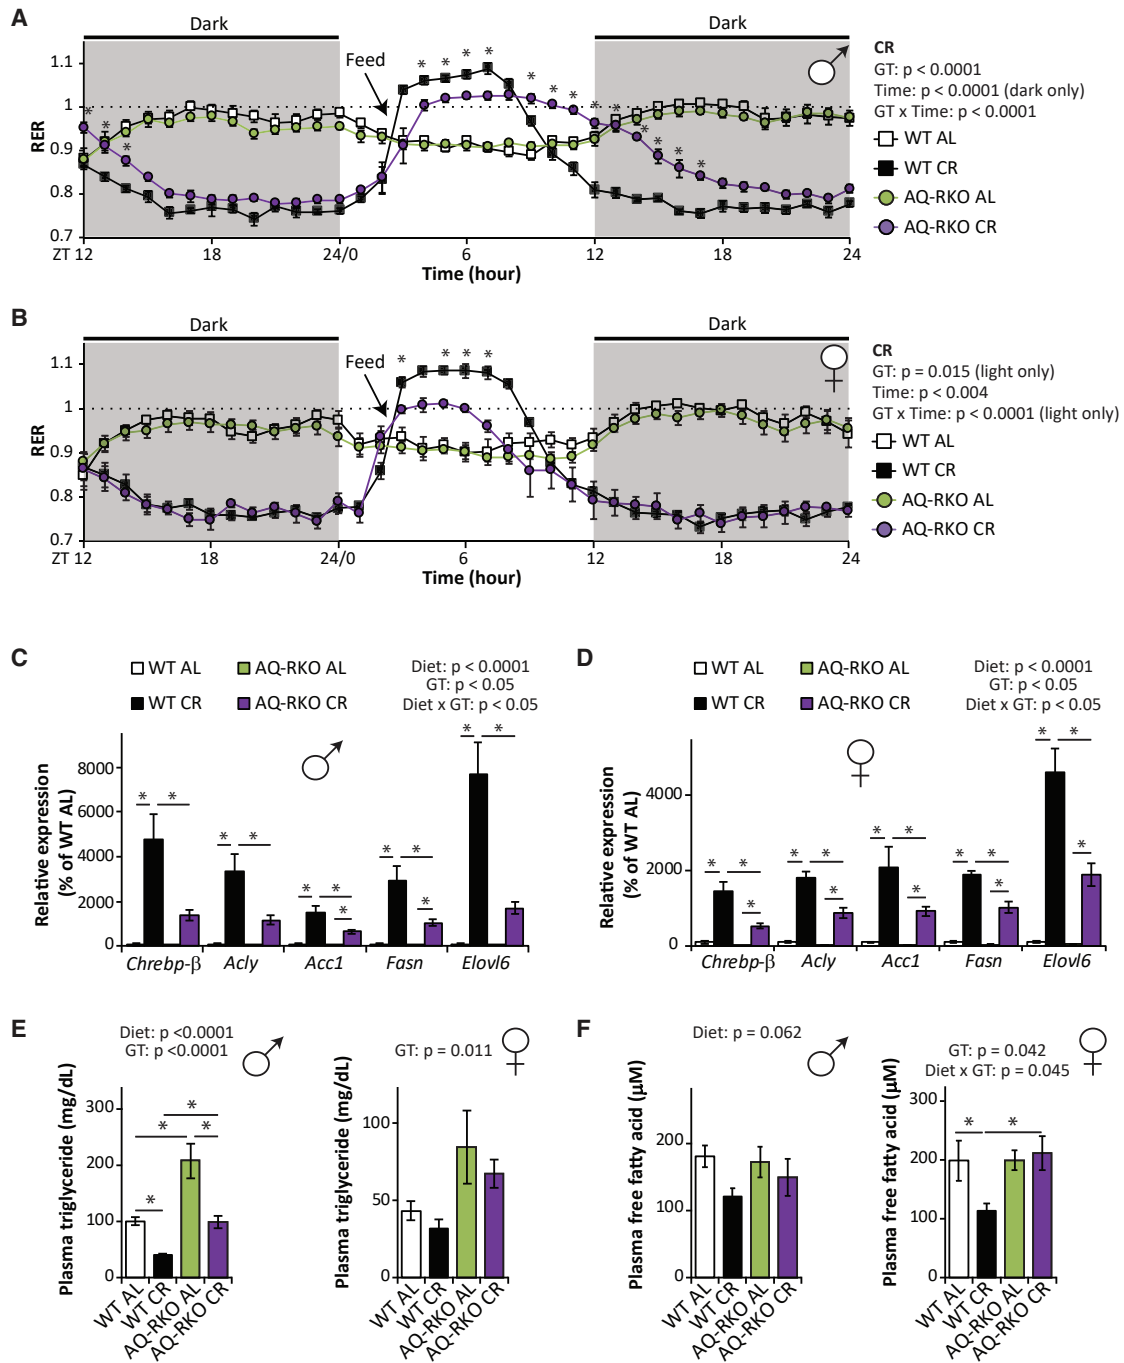 A
Dark
Dark
Feed
1.1
1
0.9
0.8
0.7
RER
* * * * * * * * * * * * * * * * * *
ZT 12
18
24/0
6
12
24
Time (hour)
CR
GT: p < 0.0001
Time: p < 0.0001 (dark only)
GT x Time: p < 0.0001
WT AL
WT CR
AQ-RKO AL
AQ-RKO CR
B
Dark
Dark
Feed
* * * *
1.1
1
0.9
0.8
0.7
RER
ZT 12
18
24/0
6
12
18
24
Time (hour)
CR
GT: p = 0.015 (light only)
Time: p < 0.004
GT x Time: p < 0.0001 (light only)
WT AL
WT CR
AQ-RKO AL
AQ-RKO CR
C
WT AL
AQ-RKO AL
WT CR
AQ-RKO CR
Diet: p < 0.0001
GT: p < 0.05
Diet x GT: p < 0.05
Relative expression
(% of WT AL)
8000
6000
4000
2000
0
* * * * * * * * * * * *
Chrebp-β
Acly
Acc1
Fasn
Elovl6
D
WT AL
AQ-RKO AL
WT CR
AQ-RKO CR
Diet: p < 0.0001
GT: p < 0.05
Diet x GT: p < 0.05
Relative expression
(% of WT AL)
4000
2000
0
* * * * * * * * * * * * * * *
Chrebp-β
Acly
Acc1
Fasn
Elovl6
E
Diet: p <0.0001
GT: p <0.0001
Plasma triglyceride (mg/dL)
300
200
100
0
* * * *
WT AL
WT CR
AQ-RKO AL
AQ-RKO CR
GT: p = 0.011
Plasma triglyceride (mg/dL)
100
50
0
WT AL
WT CR
AQ-RKO AL
AQ-RKO CR
F
Diet: p = 0.062
Plasma free fatty acid (μM)
200
100
0
WT AL
WT CR
AQ-RKO AL
AQ-RKO CR
GT: p = 0.042
Diet x GT: p = 0.045
Plasma free fatty acid (μM)
300
200
100
0
* *
WT AL
WT CR
AQ-RKO AL
AQ-RKO CR